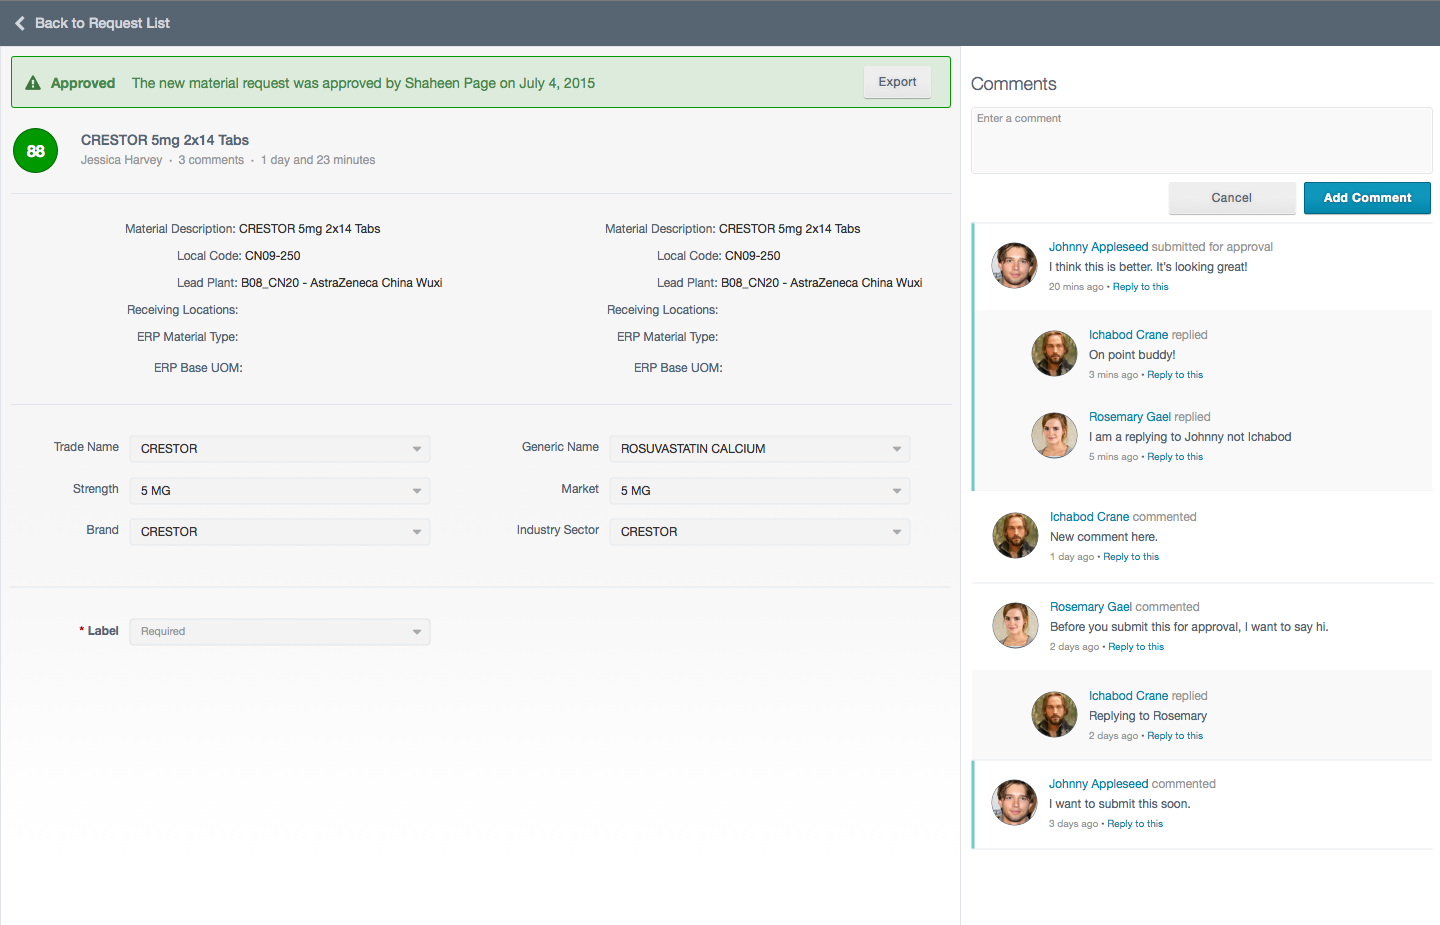 Back to Request List
Approved The new material request was approved by Shaheen Page on July 4, 2015 Export
88
CRESTOR 5mg 2x14 Tabs
Jessica Harvey · 3 comments · 1 day and 23 minutes
Material Description: CRESTOR 5mg 2x14 Tabs
Local Code: CN09-250
Lead Plant: B08_CN20 - AstraZeneca China Wuxi
Receiving Locations:
ERP Material Type:
ERP Base UOM:
Material Description: CRESTOR 5mg 2x14 Tabs
Local Code: CN09-250
Lead Plant: B08_CN20 - AstraZeneca China Wuxi
Receiving Locations:
ERP Material Type:
ERP Base UOM:
Trade Name CRESTOR
Strength 5 MG
Brand CRESTOR
Generic Name ROSUVASTATIN CALCIUM
Market 5 MG
Industry Sector CRESTOR
* Label Required
Comments
Enter a comment
Cancel Add Comment
Johnny Appleseed submitted for approval
I think this is better. It's looking great!
20 mins ago • Reply to this
Ichabod Crane replied
On point buddy!
3 mins ago • Reply to this
Rosemary Gael replied
I am a replying to Johnny not Ichabod
5 mins ago • Reply to this
Ichabod Crane commented
New comment here.
1 day ago • Reply to this
Rosemary Gael commented
Before you submit this for approval, I want to say hi.
2 days ago • Reply to this
Ichabod Crane replied
Replying to Rosemary
2 days ago • Reply to this
Johnny Appleseed commented
I want to submit this soon.
3 days ago • Reply to this